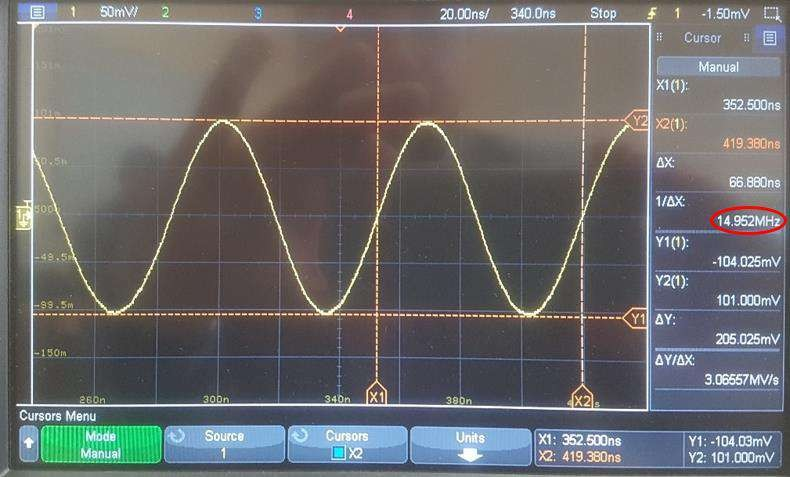 1 50mV/ 2 3 4 20.00ns/ 340.0ns Stop 1 -1.50mV
Cursor
Manual
X1(1):
352.500ns
X2(1):
419.380ns
ΔX:
66.880ns
1/ΔX:
14.952MHz
Y1(1):
-104.025mV
Y2(1):
101.000mV
ΔY:
205.025mV
ΔY/ΔX:
3.06557MV/s
151m
101m
Y2
50.5m
-49.5m
-99.5m
Y1
-150m
260n 300n 340n 380n
X1 X2
Cursors Menu
Mode
Manual
Source
1
Cursors
X2
Units
X1: 352.500ns
X2: 419.380ns
Y1: -104.03mV
Y2: 101.000mV